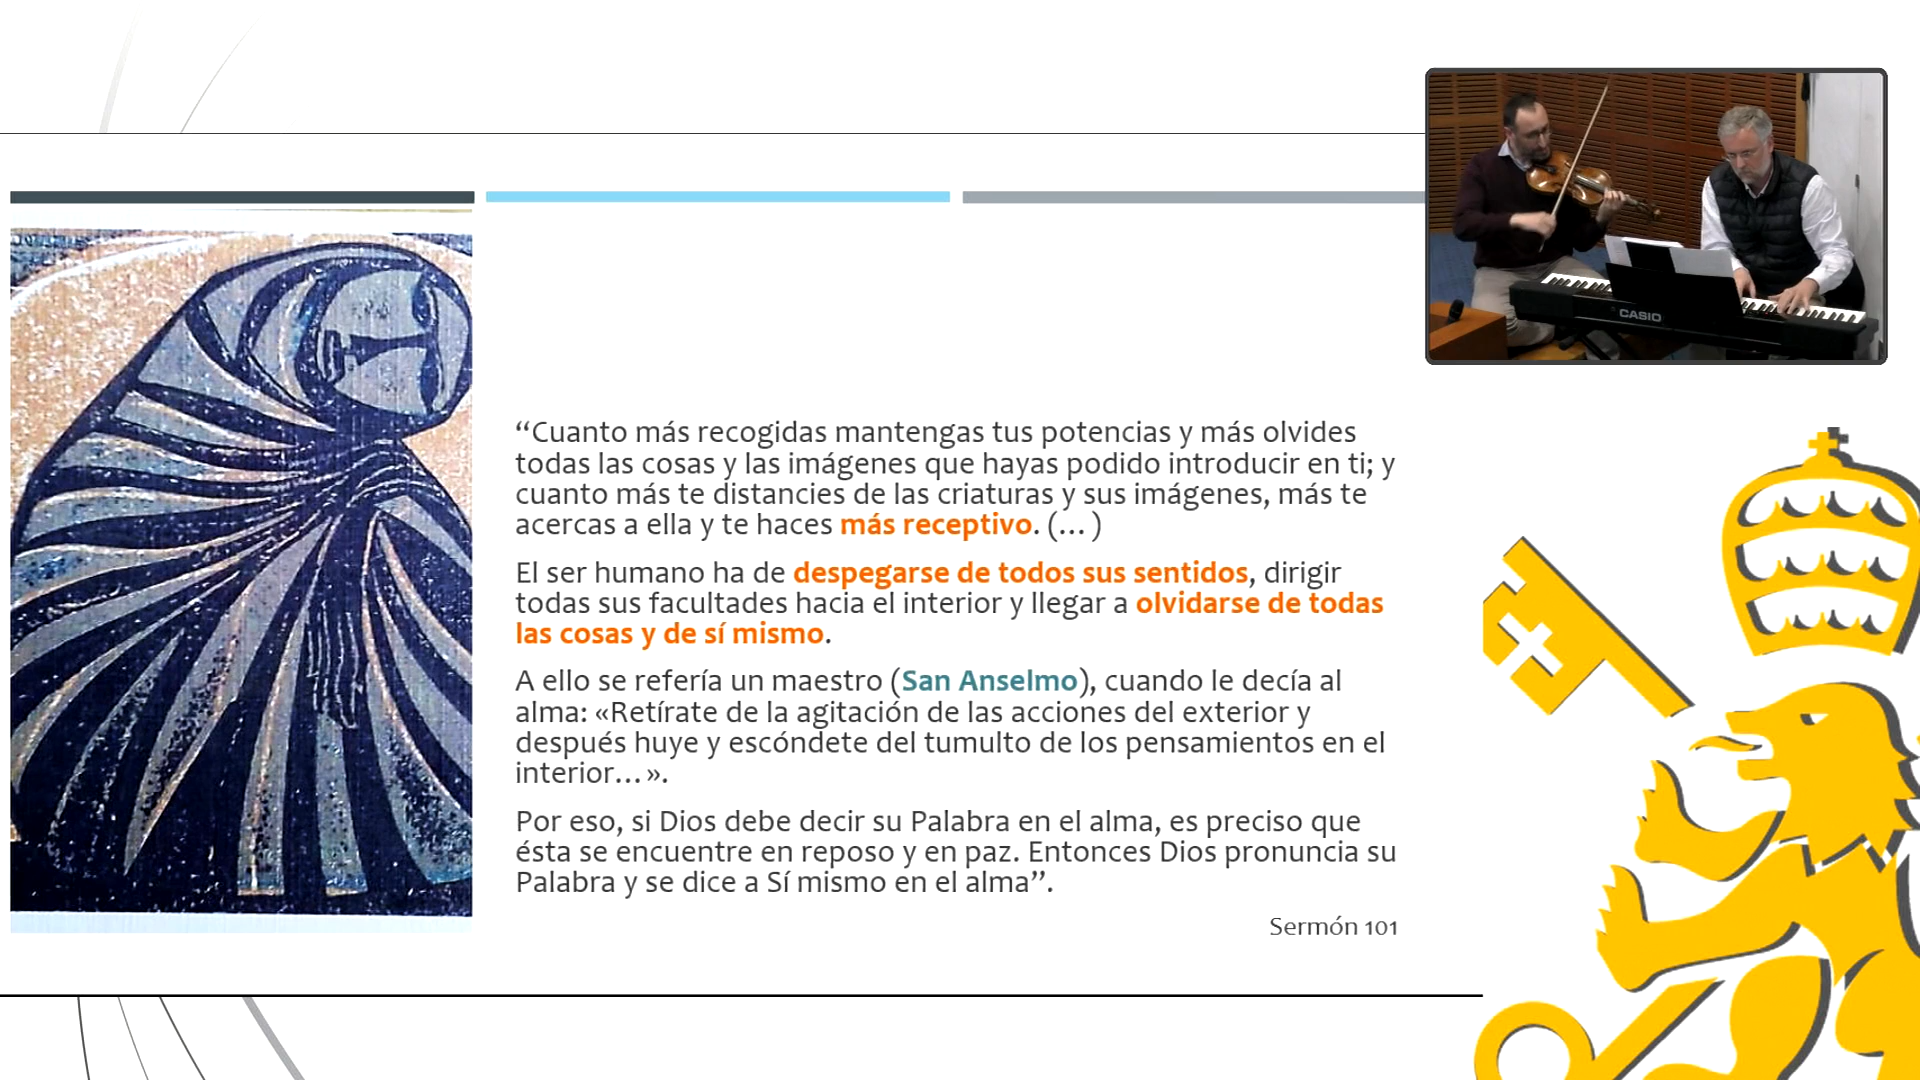 “Cuanto más recogidas mantengas tus potencias y más olvides
todas las cosas y las imágenes que hayas podido introducir en ti; y
cuanto más te distancies de las criaturas y sus imágenes, más te
acercas a ella y te haces más receptivo. (… )
El ser humano ha de despegarse de todos sus sentidos, dirigir
todas sus facultades hacia el interior y llegar a olvidarse de todas
las cosas y de sí mismo.
A ello se refería un maestro (San Anselmo), cuando le decía al
alma: «Retírate de la agitación de las acciones del exterior y
después huye y escóndete del tumulto de los pensamientos en el
interior… ».
Por eso, si Dios debe decir su Palabra en el alma, es preciso que
ésta se encuentre en reposo y en paz. Entonces Dios pronuncia su
Palabra y se dice a Sí mismo en el alma”.
Sermón 101
CASIO